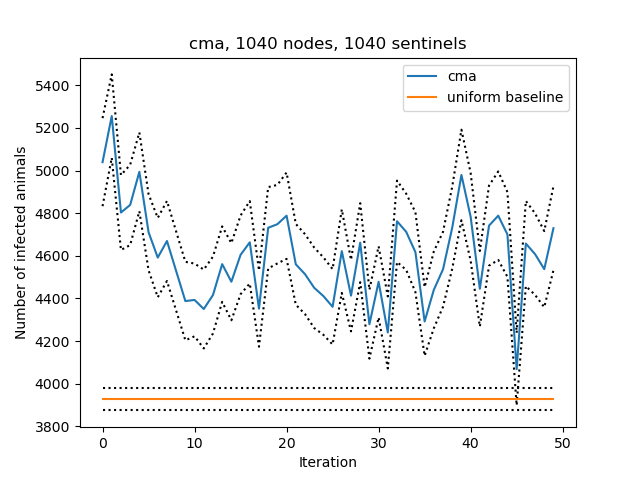 cma, 1040 nodes, 1040 sentinels
cma
uniform baseline
Number of infected animals
5400
5200
5000
4800
4600
4400
4200
4000
3800
0 10 20 30 40 50
Iteration